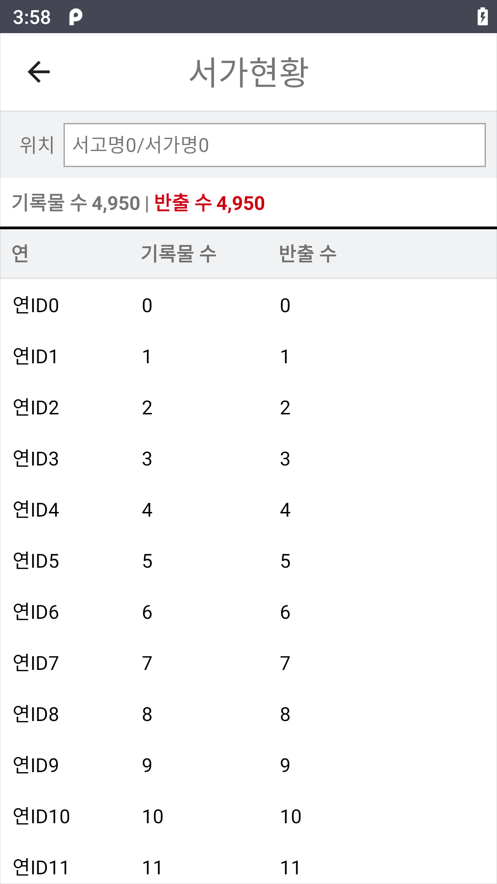 3:58
서가현황
위치 서고명0/서가명0
기록물 수 4,950 | 반출 수 4,950
연 기록물 수 반출 수
연ID0 0 0
연ID1 1 1
연ID2 2 2
연ID3 3 3
연ID4 4 4
연ID5 5 5
연ID6 6 6
연ID7 7 7
연ID8 8 8
연ID9 9 9
연ID10 10 10
연ID11 11 11